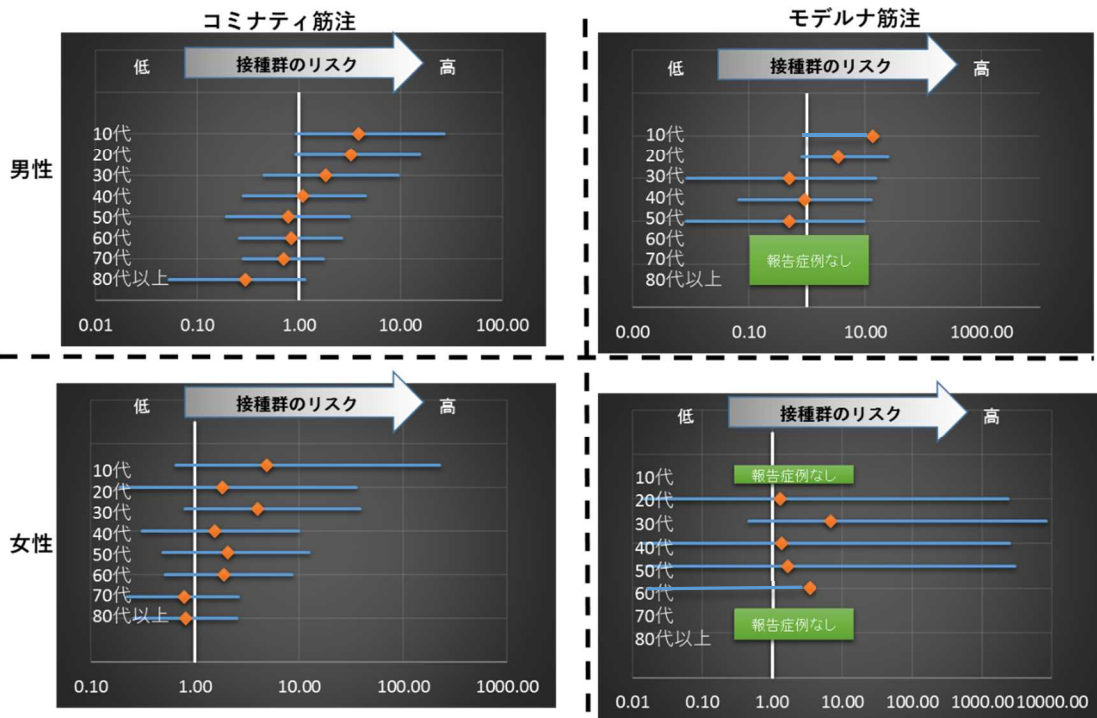 コミナティ筋注
モデルナ筋注
男性
低
接種群のリスク
高
10代
20代
30代
40代
50代
60代
70代
80代以上
0.01
0.10
1.00
10.00
100.00
低
接種群のリスク
高
10代
20代
30代
40代
50代
60代
70代
80代以上
報告症例なし
0.00
0.10
10.00
1000.00
女性
低
接種群のリスク
高
10代
20代
30代
40代
50代
60代
70代
80代以上
0.10
1.00
10.00
100.00
1000.00
低
接種群のリスク
高
10代
報告症例なし
20代
30代
40代
50代
60代
70代
80代以上
報告症例なし
0.01
0.10
1.00
10.00
100.00
1000.00
10000.00